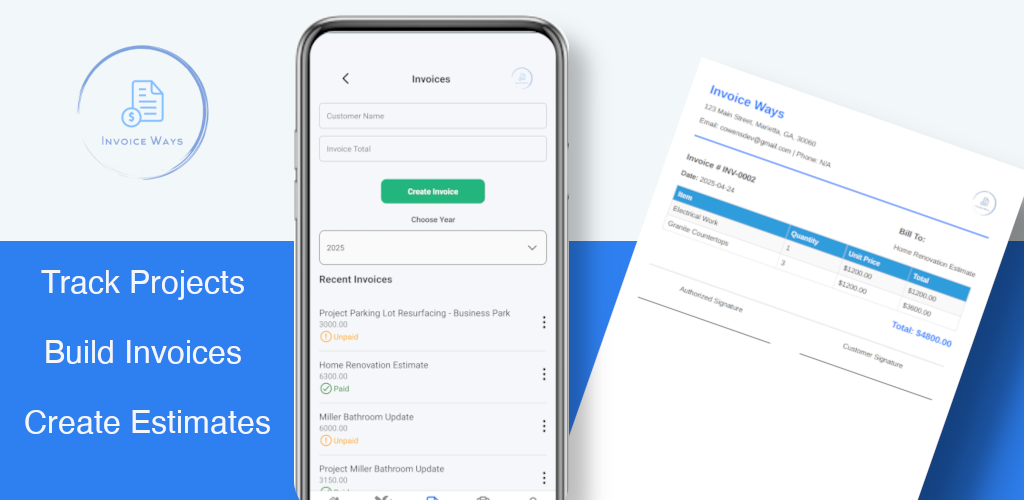 INVOICE WAYS
Track Projects
Build Invoices
Create Estimates
Invoices
Customer Name
Invoice Total
Create Invoice
Choose Year
2025
Recent Invoices
Project Parking Lot Resurfacing - Business Park
3000.00
Unpaid
Home Renovation Estimate
6300.00
Paid
Miller Bathroom Update
6000.00
Unpaid
Project Miller Bathroom Update
3150.00
Invoice Ways
123 Main Street, Marietta, GA, 30060
Email: cowensdev@gmail.com | Phone: N/A
Invoice # INV-0002
Date: 2025-04-24
Bill To:
Home Renovation Estimate
Item Quantity Unit Price Total
Electrical Work 1 $1200.00 $1200.00
Granite Countertops 3 $1200.00 $3600.00
Total: $4800.00
Authorized Signature
Customer Signature